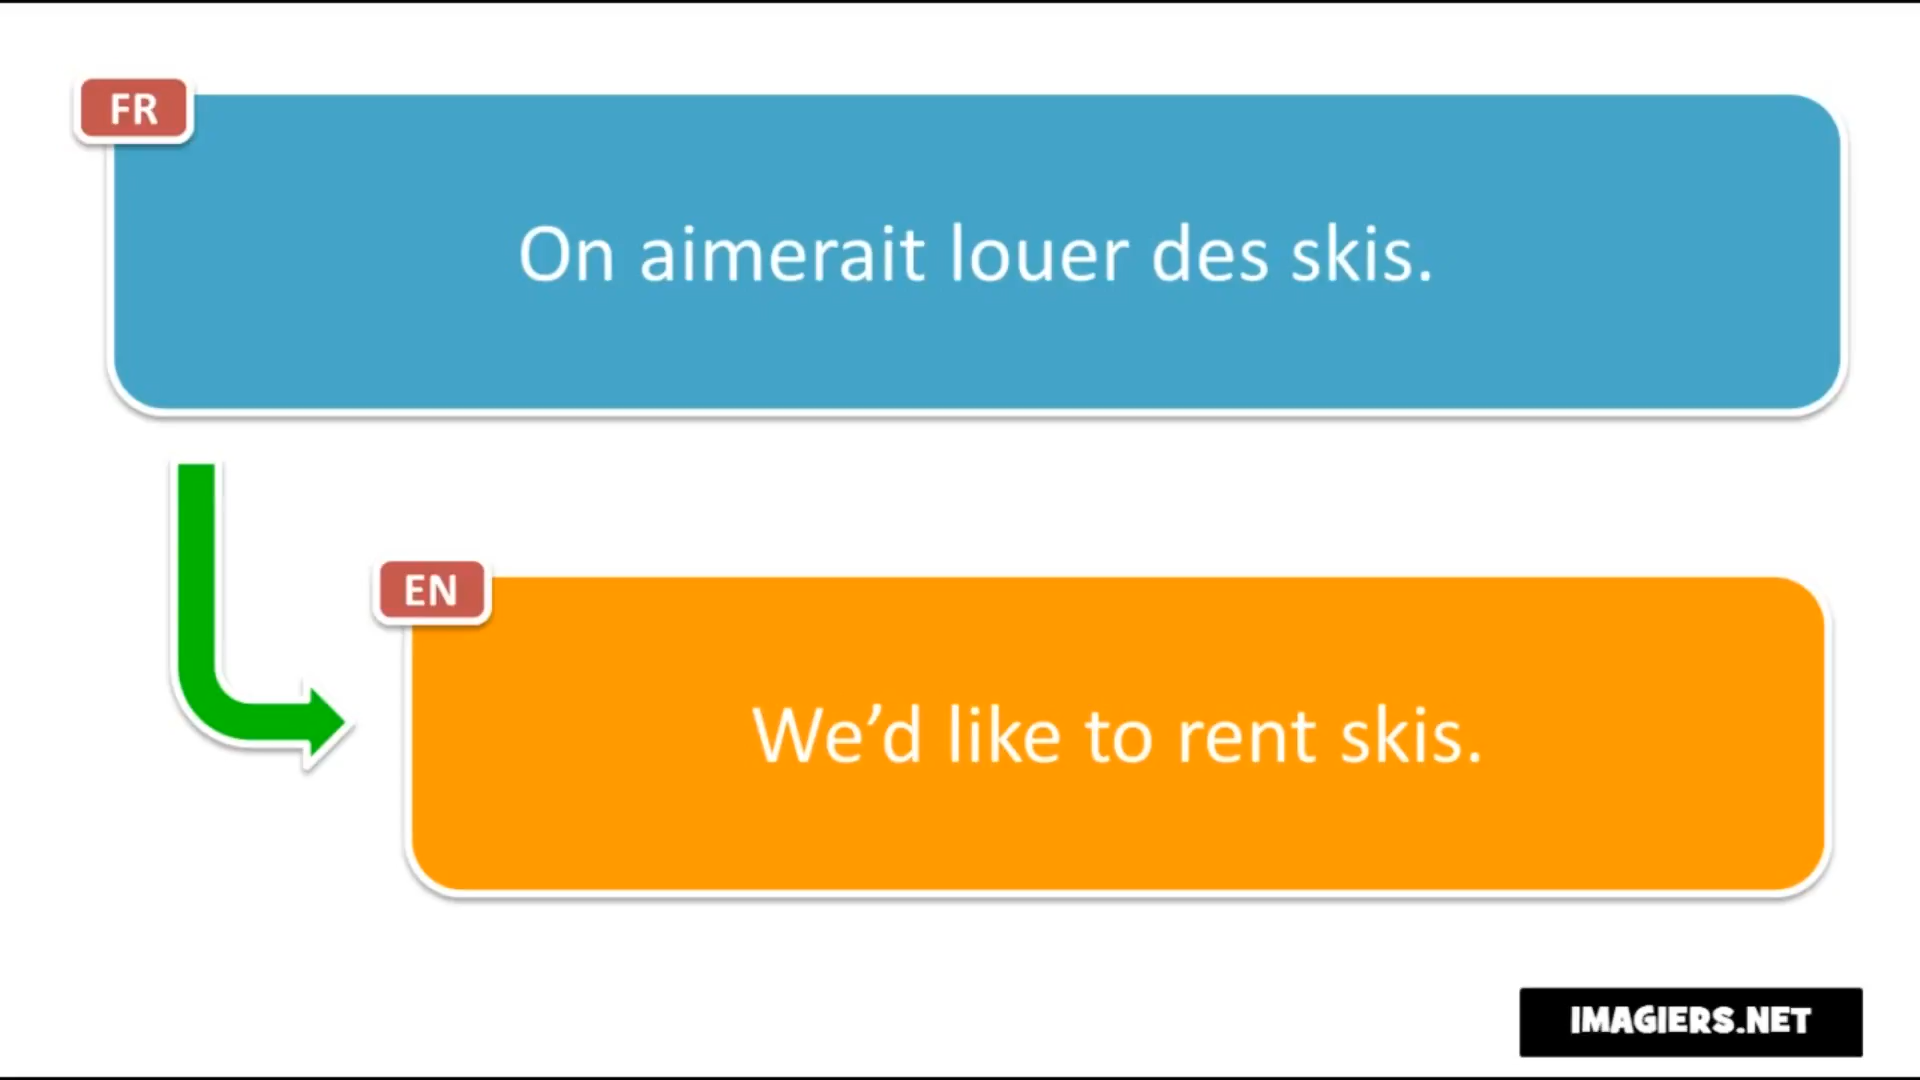 FR
On aimerait louer des skis.
EN
We’d like to rent skis.
IMAGIERS.NET